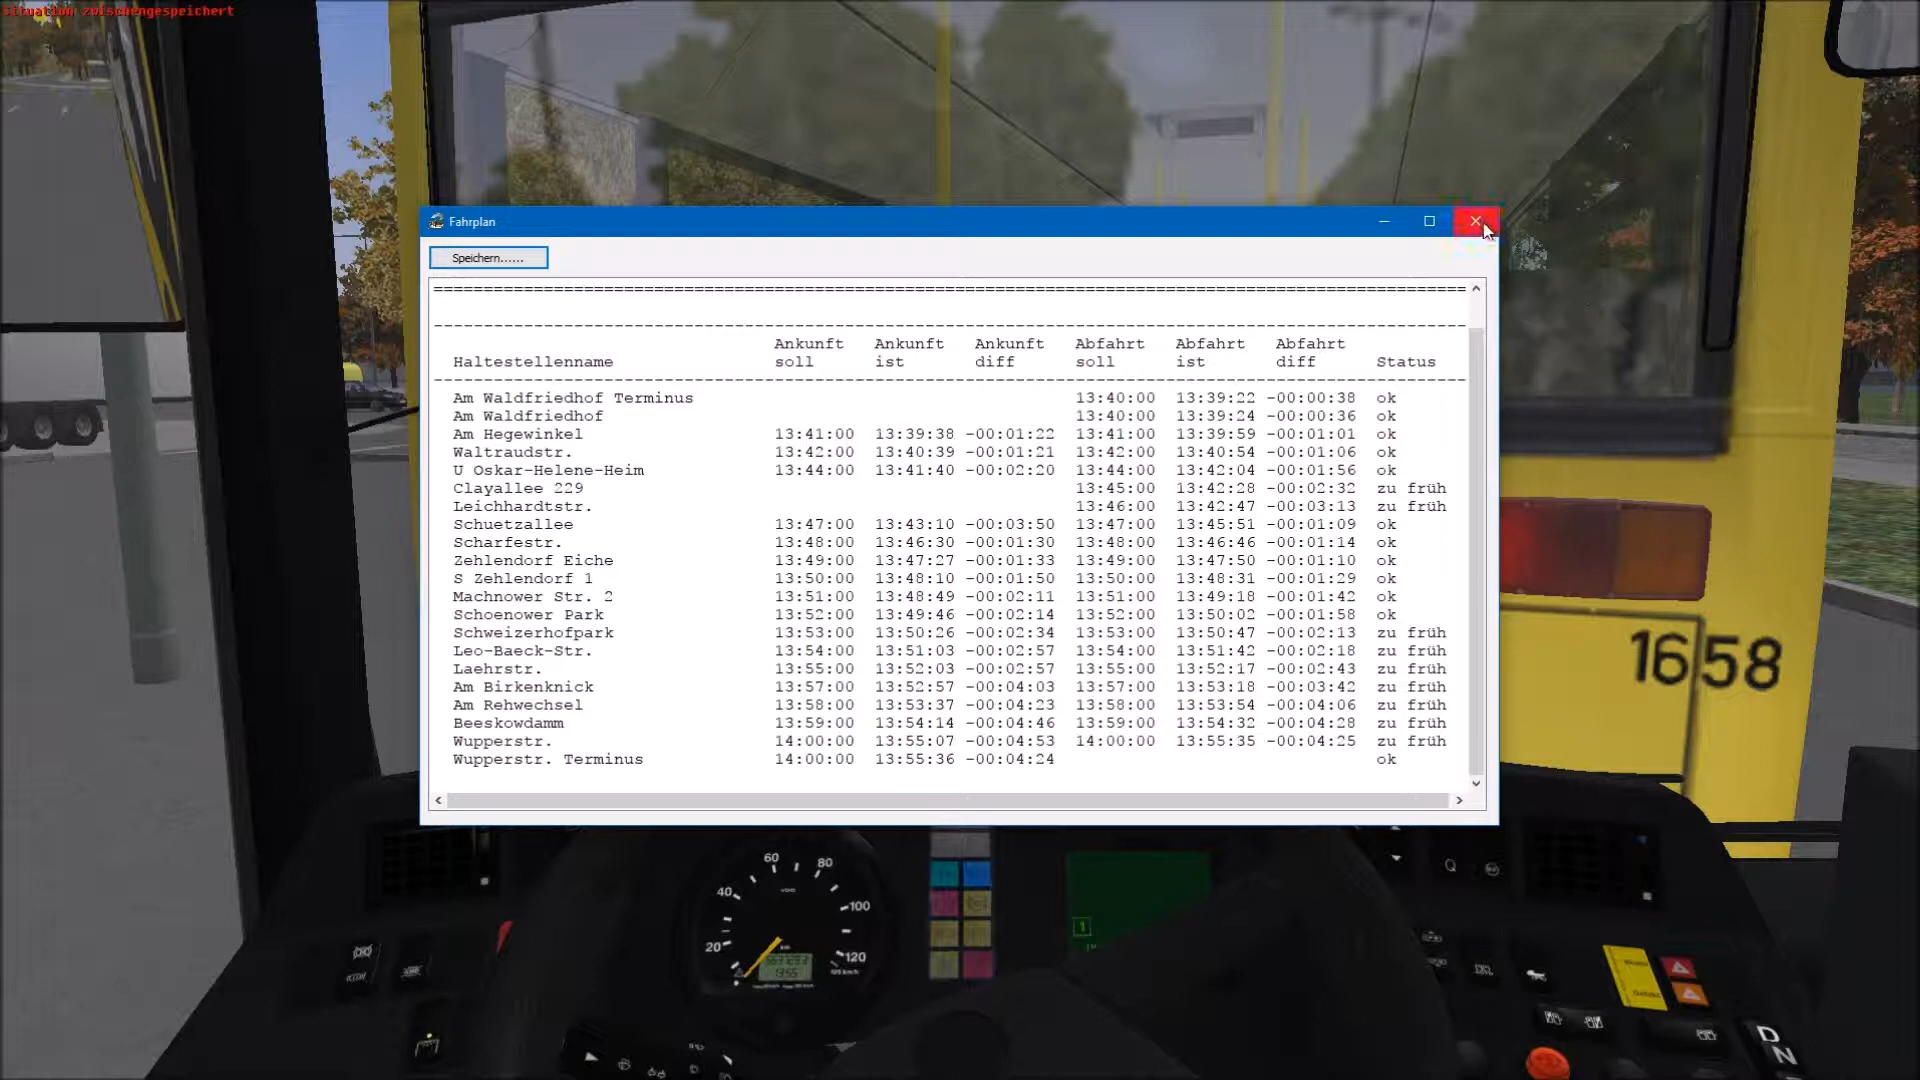 Situation zwischengespeichert
Fahrplan
Speichern......
Ankunft Ankunft Ankunft Abfahrt Abfahrt Abfahrt
Haltestellenname soll ist diff soll ist diff Status
Am Waldfriedhof Terminus 13:40:00 13:39:22 -00:00:38 ok
Am Waldfriedhof 13:40:00 13:39:24 -00:00:36 ok
Am Hegewinkel 13:41:00 13:39:38 -00:01:22 13:41:00 13:39:59 -00:01:01 ok
Waltraudstr. 13:42:00 13:40:39 -00:01:21 13:42:00 13:40:54 -00:01:06 ok
U Oskar-Helene-Heim 13:44:00 13:41:40 -00:02:20 13:44:00 13:42:04 -00:01:56 ok
Clayallee 229 13:45:00 13:42:28 -00:02:32 zu früh
Leichhardtstr. 13:46:00 13:42:47 -00:03:13 zu früh
Schuetzallee 13:47:00 13:43:10 -00:03:50 13:47:00 13:45:51 -00:01:09 ok
Scharfestr. 13:48:00 13:46:30 -00:01:30 13:48:00 13:46:46 -00:01:14 ok
Zehlendorf Eiche 13:49:00 13:47:27 -00:01:33 13:49:00 13:47:50 -00:01:10 ok
S Zehlendorf 1 13:50:00 13:48:10 -00:01:50 13:50:00 13:48:31 -00:01:29 ok
Machnower Str. 2 13:51:00 13:48:49 -00:02:11 13:51:00 13:49:18 -00:01:42 ok
Schoenower Park 13:52:00 13:49:46 -00:02:14 13:52:00 13:50:02 -00:01:58 ok
Schweizerhofpark 13:53:00 13:50:26 -00:02:34 13:53:00 13:50:47 -00:02:13 zu früh
Leo-Baeck-Str. 13:54:00 13:51:03 -00:02:57 13:54:00 13:51:42 -00:02:18 zu früh
Laehrstr. 13:55:00 13:52:03 -00:02:57 13:55:00 13:52:17 -00:02:43 zu früh
Am Birkenknick 13:57:00 13:52:57 -00:04:03 13:57:00 13:53:18 -00:03:42 zu früh
Am Rehwechsel 13:58:00 13:53:37 -00:04:23 13:58:00 13:53:54 -00:04:06 zu früh
Beeskowdamm 13:59:00 13:54:14 -00:04:46 13:59:00 13:54:32 -00:04:28 zu früh
Wupperstr. 14:00:00 13:55:07 -00:04:53 14:00:00 13:55:35 -00:04:25 zu früh
Wupperstr. Terminus 14:00:00 13:55:36 -00:04:24 ok
1658
20
40
60
80
100
120
1
D
N